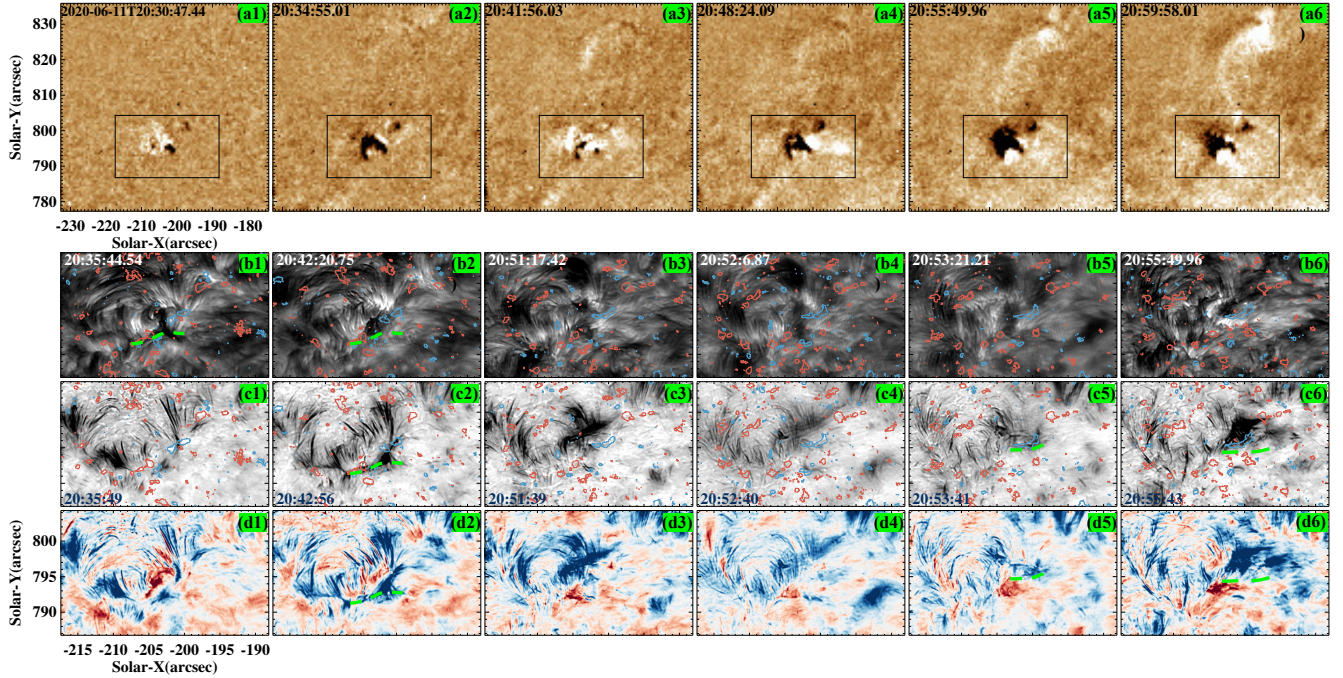 2020-06-11T20:30:47.44 (a1) 20:34:55.01 (a2) 20:41:56.03 (a3) 20:48:24.09 (a4) 20:55:49.96 (a5) 20:59:58.01 (a6)
)
Solar-Y(arcsec)
830
820
810
800
790
780
-230 -220 -210 -200 -190 -180
Solar-X(arcsec)
20:35:44.54 (b1) 20:42:20.75 (b2) 20:51:17.42 (b3) 20:52:6.87 (b4) 20:53:21.21 (b5) 20:55:49.96 (b6)
(c1) (c2) (c3) (c4) (c5) (c6)
20:35:49 20:42:56 20:51:39 20:52:40 20:53:41
(d1) (d2) (d3) (d4) (d5) (d6)
Solar-Y(arcsec)
800
795
790
-215 -210 -205 -200 -195 -190
Solar-X(arcsec)